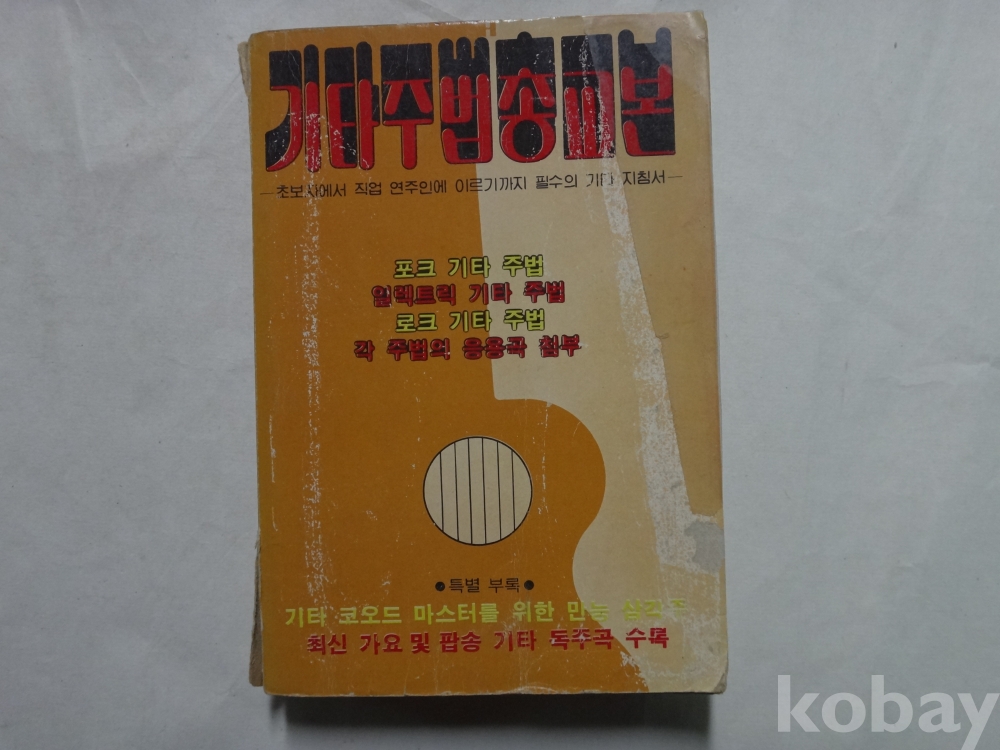 기타주법총교본
—초보자에서 직업 연주인에 이르기까지 필수의 기타 지침서—
포크 기타 주법
일렉트릭 기타 주법
로크 기타 주법
각 주법의 응용곡 첨부
●특별 부록●
기타 코오드 마스터를 위한 만능
최신 가요 및 팝송 기타 독주곡 수록
kobay